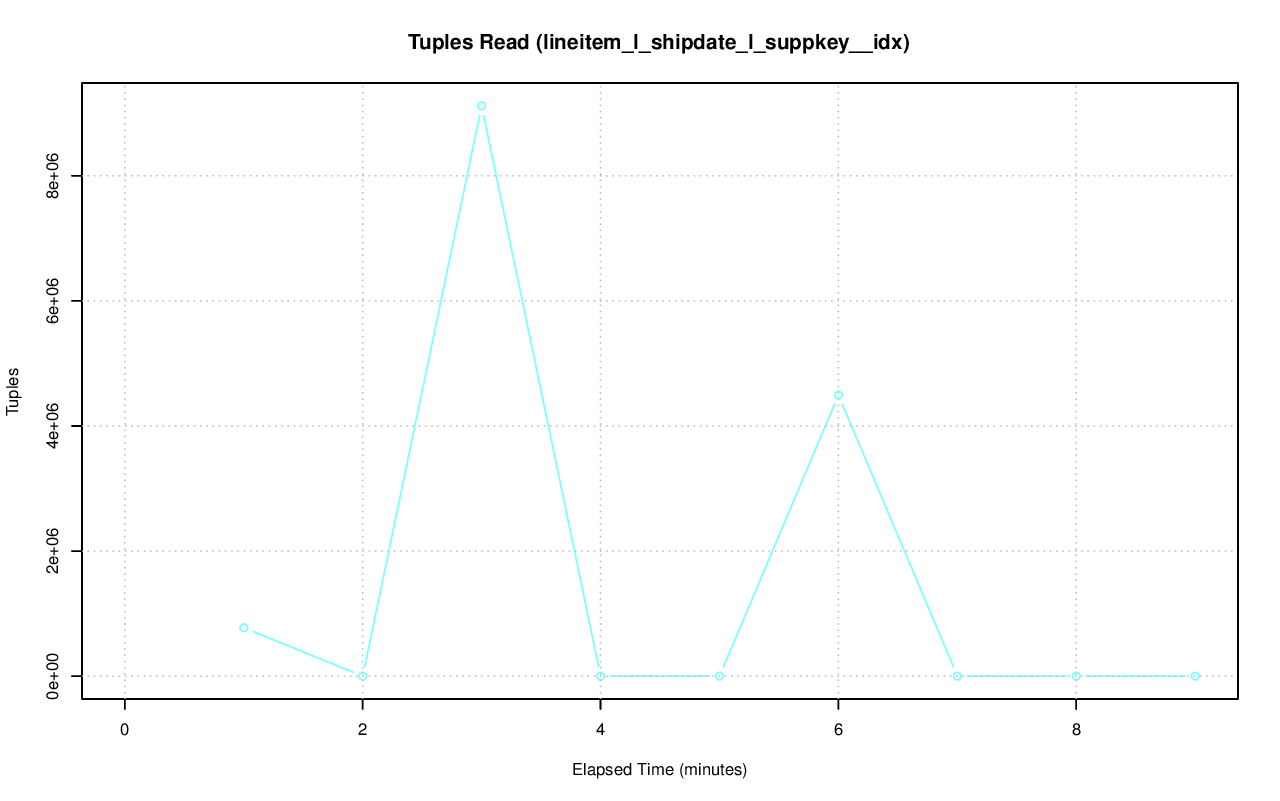 Tuples Read (lineitem_l_shipdate_l_suppkey__idx)
8e+06
6e+06
4e+06
2e+06
0e+00
Tuples
0 2 4 6 8
Elapsed Time (minutes)